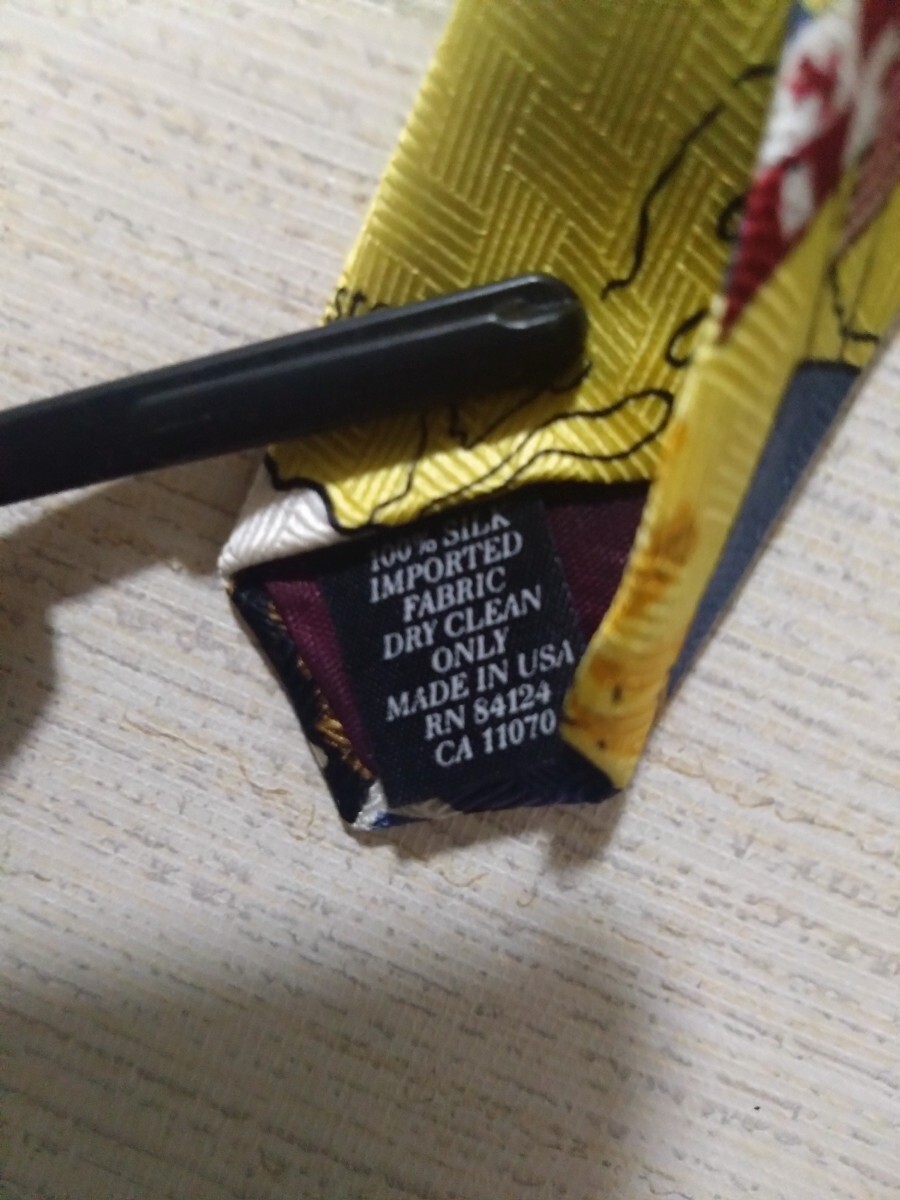 100% SILK
IMPORTED
FABRIC
DRY CLEAN
ONLY
MADE IN USA
RN 84124
CA 11070